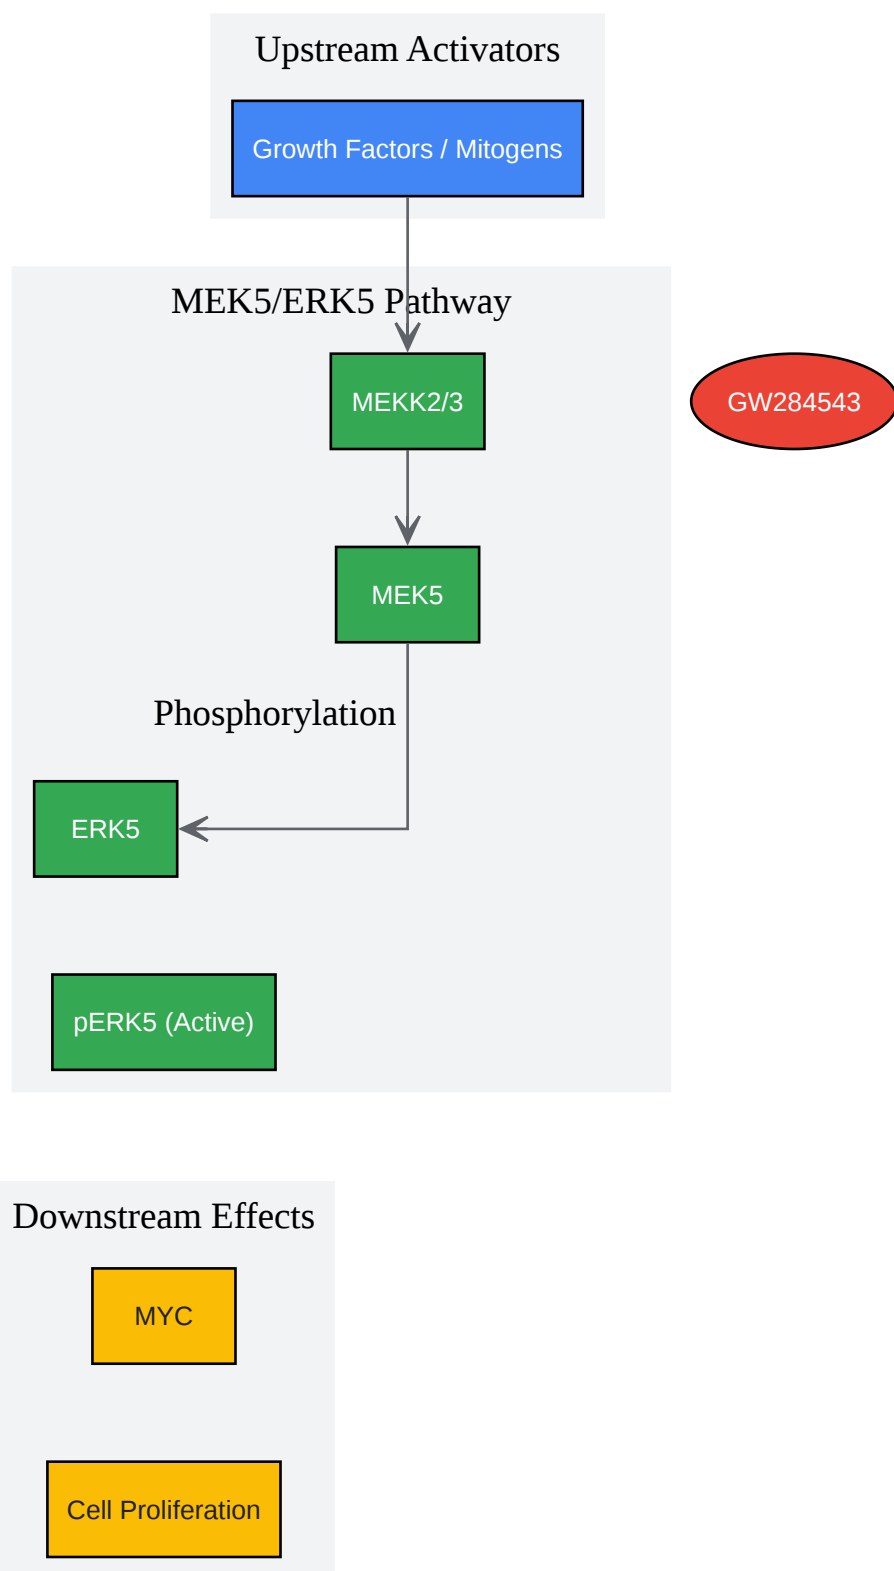 Upstream Activators
Growth Factors / Mitogens
MEK5/ERK5 Pathway
MEKK2/3
GW284543
MEK5
Phosphorylation
ERK5
pERK5 (Active)
Downstream Effects
MYC
Cell Proliferation